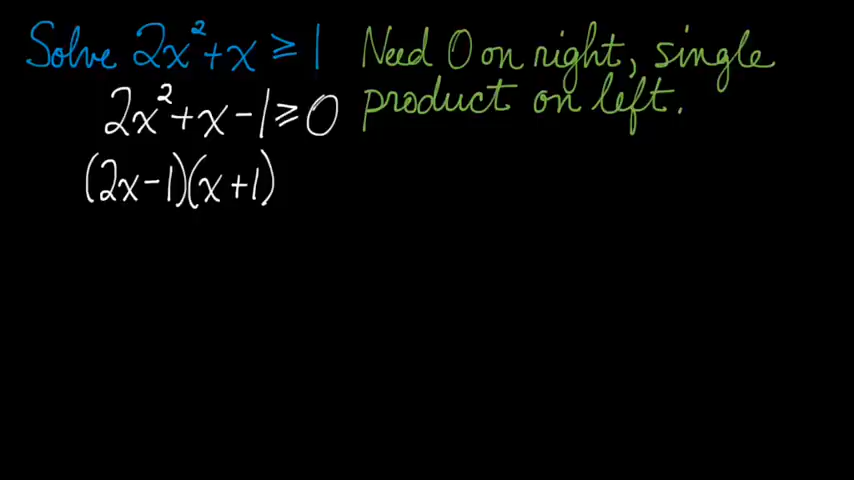 Solve 2x²+x ≥ 1 Need 0 on right, single
product on left.
2x²+x-1≥0
(2x-1)(x+1)